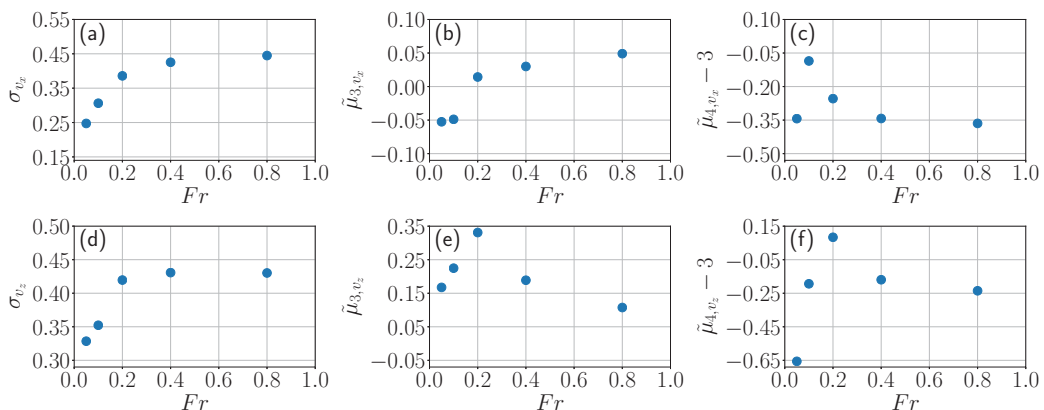 (a)
σ_{v_x}
0.55
0.45
0.35
0.25
0.15
0.0 0.2 0.4 0.6 0.8 1.0
Fr
(b)
μ̃_{3,v_x}
0.10
0.05
0.00
−0.05
−0.10
0.0 0.2 0.4 0.6 0.8 1.0
Fr
(c)
μ̃_{4,v_x} − 3
−0.05
−0.20
−0.35
−0.50
0.0 0.2 0.4 0.6 0.8 1.0
Fr
(d)
σ_{v_z}
0.50
0.45
0.40
0.35
0.30
0.0 0.2 0.4 0.6 0.8 1.0
Fr
(e)
μ̃_{3,v_z}
0.35
0.25
0.15
0.05
−0.05
0.0 0.2 0.4 0.6 0.8 1.0
Fr
(f)
μ̃_{4,v_z} − 3
0.15
−0.05
−0.25
−0.45
−0.65
0.0 0.2 0.4 0.6 0.8 1.0
Fr